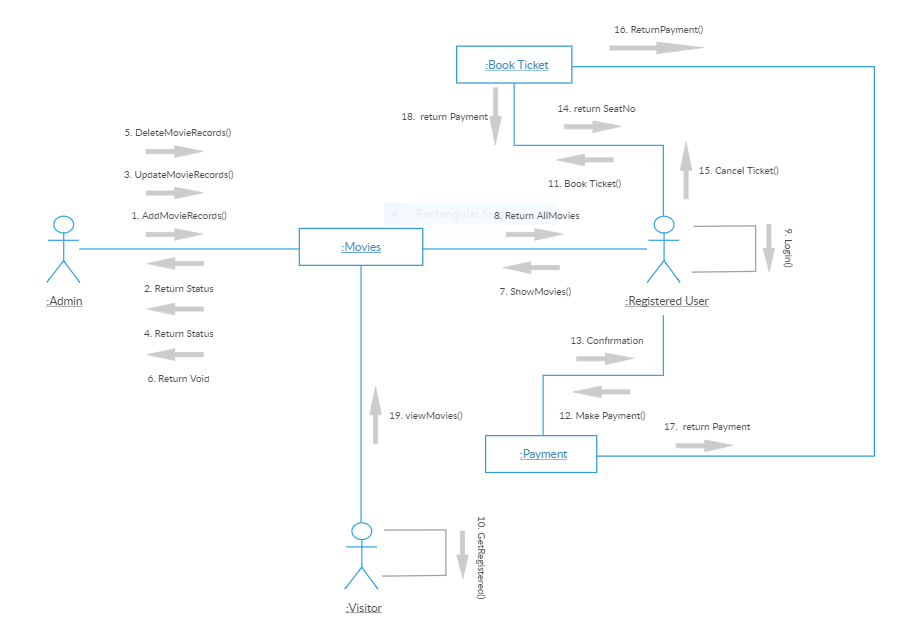 16. ReturnPayment()
:Book Ticket
18. return Payment
14. return SeatNo
5. DeleteMovieRecords()
3. UpdateMovieRecords()
15. Cancel Ticket()
11. Book Ticket()
1. AddMovieRecords()
Rectangular
8. Return AllMovies
:Movies
9. Login()
2. Return Status
7. ShowMovies()
:Admin
:Registered User
4. Return Status
13. Confirmation
6. Return Void
19. viewMovies()
12. Make Payment()
17. return Payment
:Payment
10. GetRegistered()
:Visitor